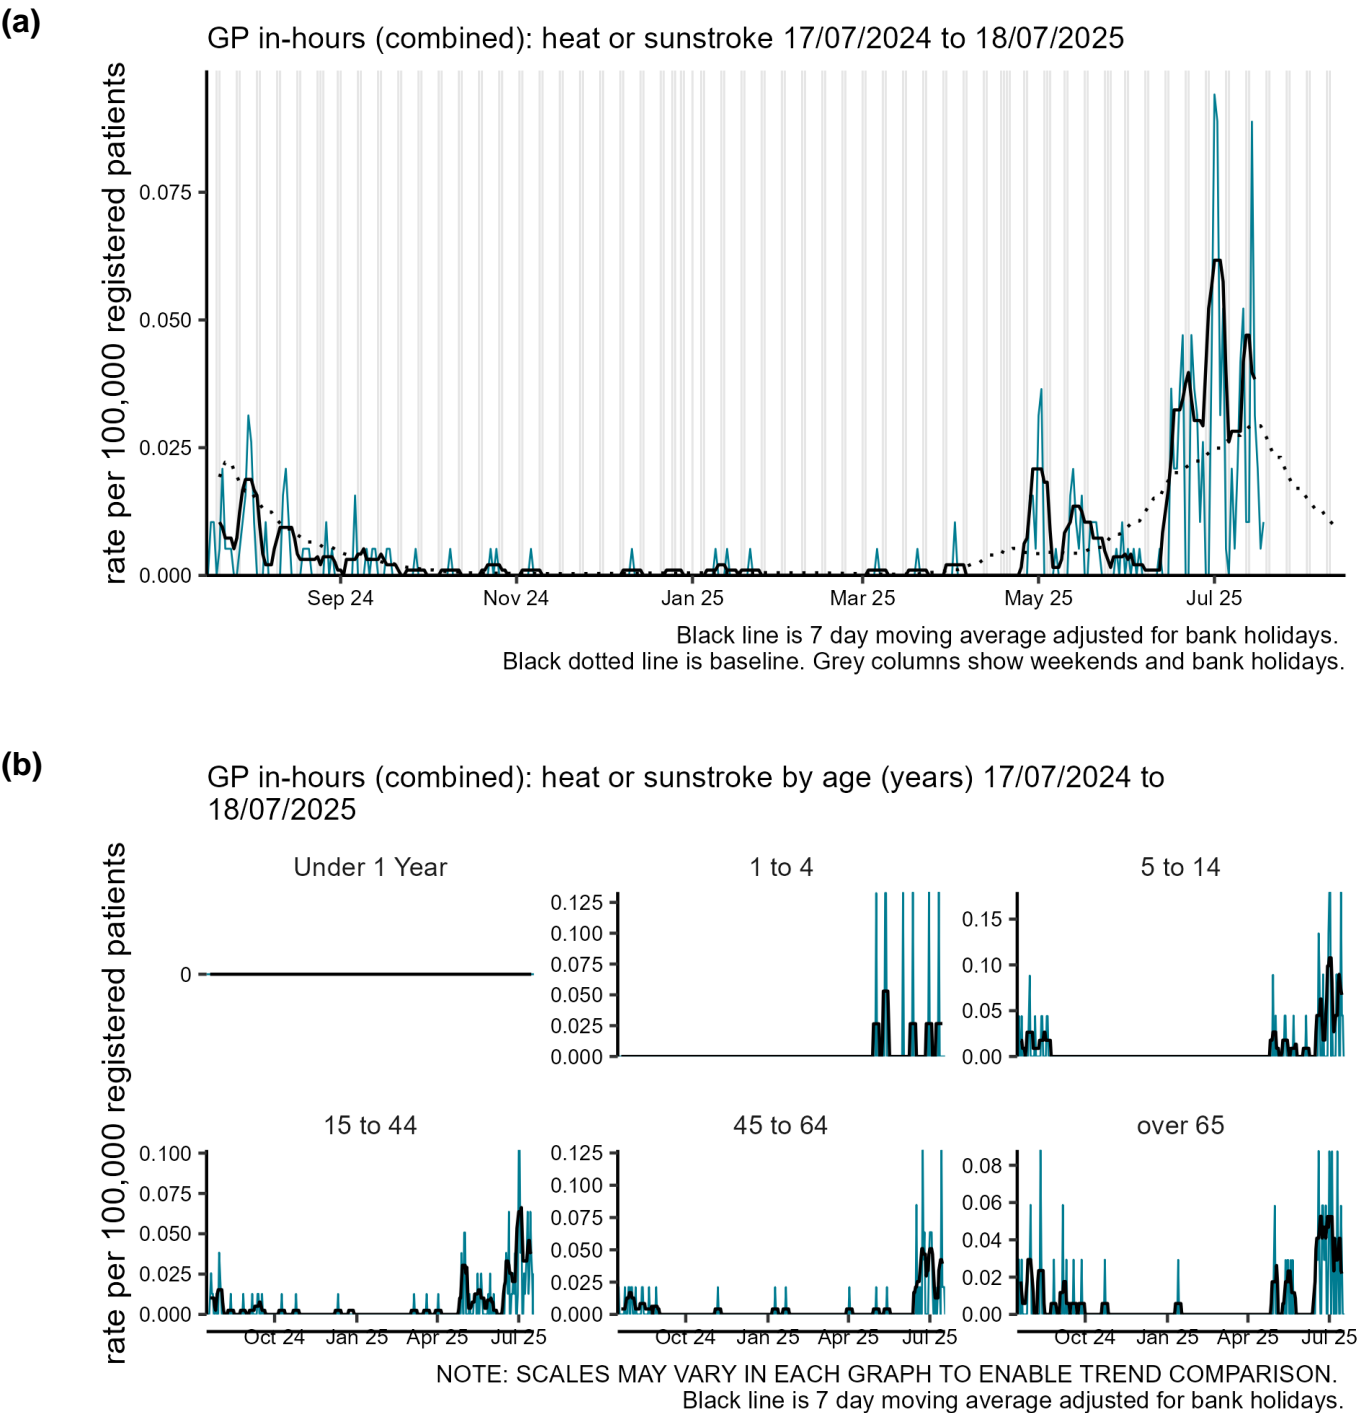 (a)
GP in-hours (combined): heat or sunstroke 17/07/2024 to 18/07/2025
rate per 100,000 registered patients
0.075
0.050
0.025
0.000
Sep 24 Nov 24 Jan 25 Mar 25 May 25 Jul 25
Black line is 7 day moving average adjusted for bank holidays.
Black dotted line is baseline. Grey columns show weekends and bank holidays.
(b)
GP in-hours (combined): heat or sunstroke by age (years) 17/07/2024 to
18/07/2025
rate per 100,000 registered patients
Under 1 Year
0
1 to 4
0.125
0.100
0.075
0.050
0.025
0.000
5 to 14
0.15
0.10
0.05
0.00
15 to 44
0.100
0.075
0.050
0.025
0.000
Oct 24 Jan 25 Apr 25 Jul 25
45 to 64
0.125
0.100
0.075
0.050
0.025
0.000
Oct 24 Jan 25 Apr 25 Jul 25
over 65
0.08
0.06
0.04
0.02
0.00
Oct 24 Jan 25 Apr 25 Jul 25
NOTE: SCALES MAY VARY IN EACH GRAPH TO ENABLE TREND COMPARISON.
Black line is 7 day moving average adjusted for bank holidays.